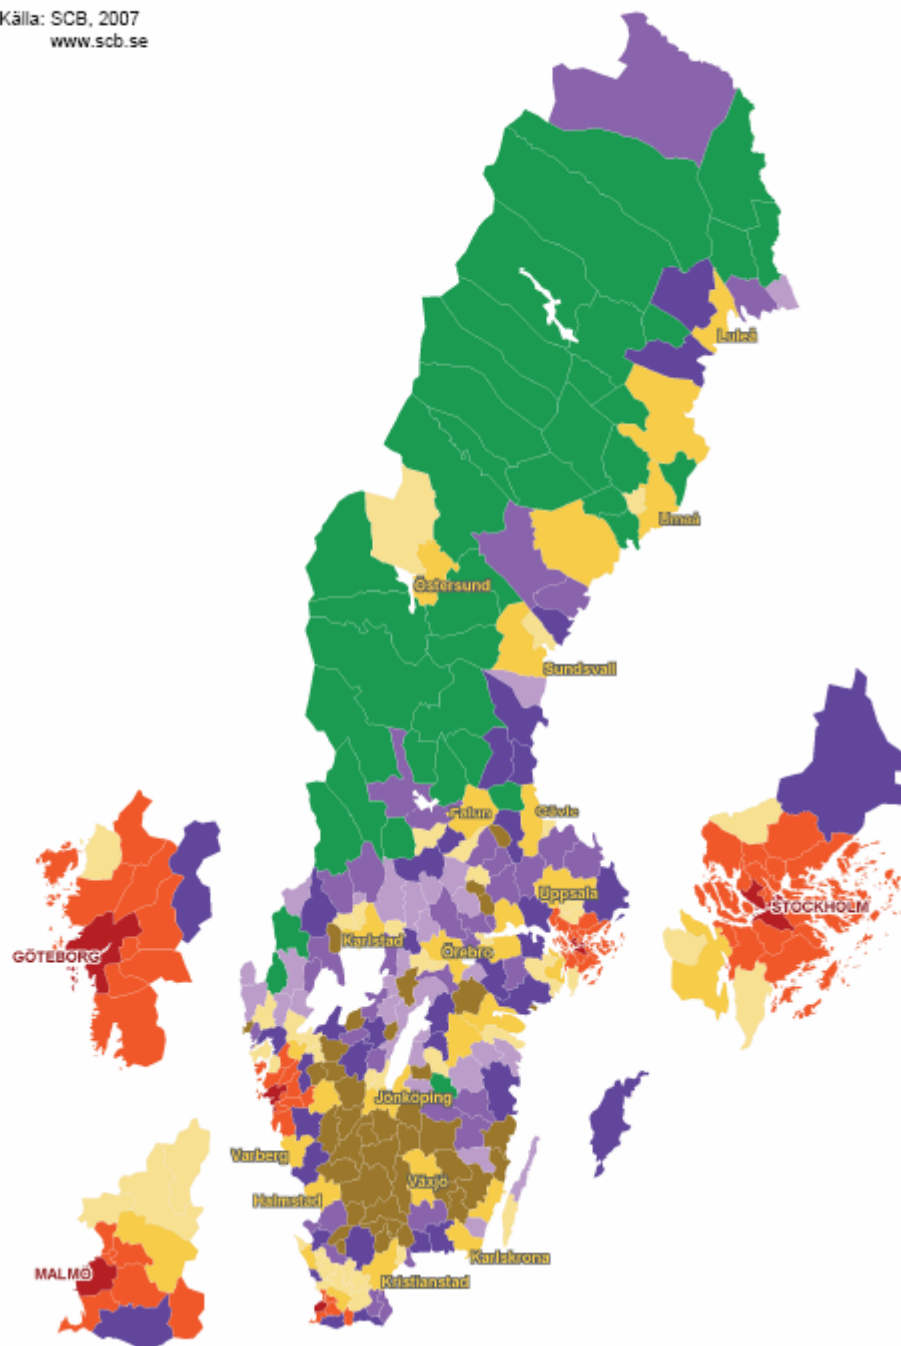 Källa: SCB, 2007
www.scb.se
Luleå
Umeå
Östersund
Sundsvall
Falun
Gävle
Uppsala
STOCKHOLM
Karlstad
Örebro
GÖTEBORG
Jönköping
Varberg
Växjö
Halmstad
Karlskrona
MALMÖ
Kristianstad